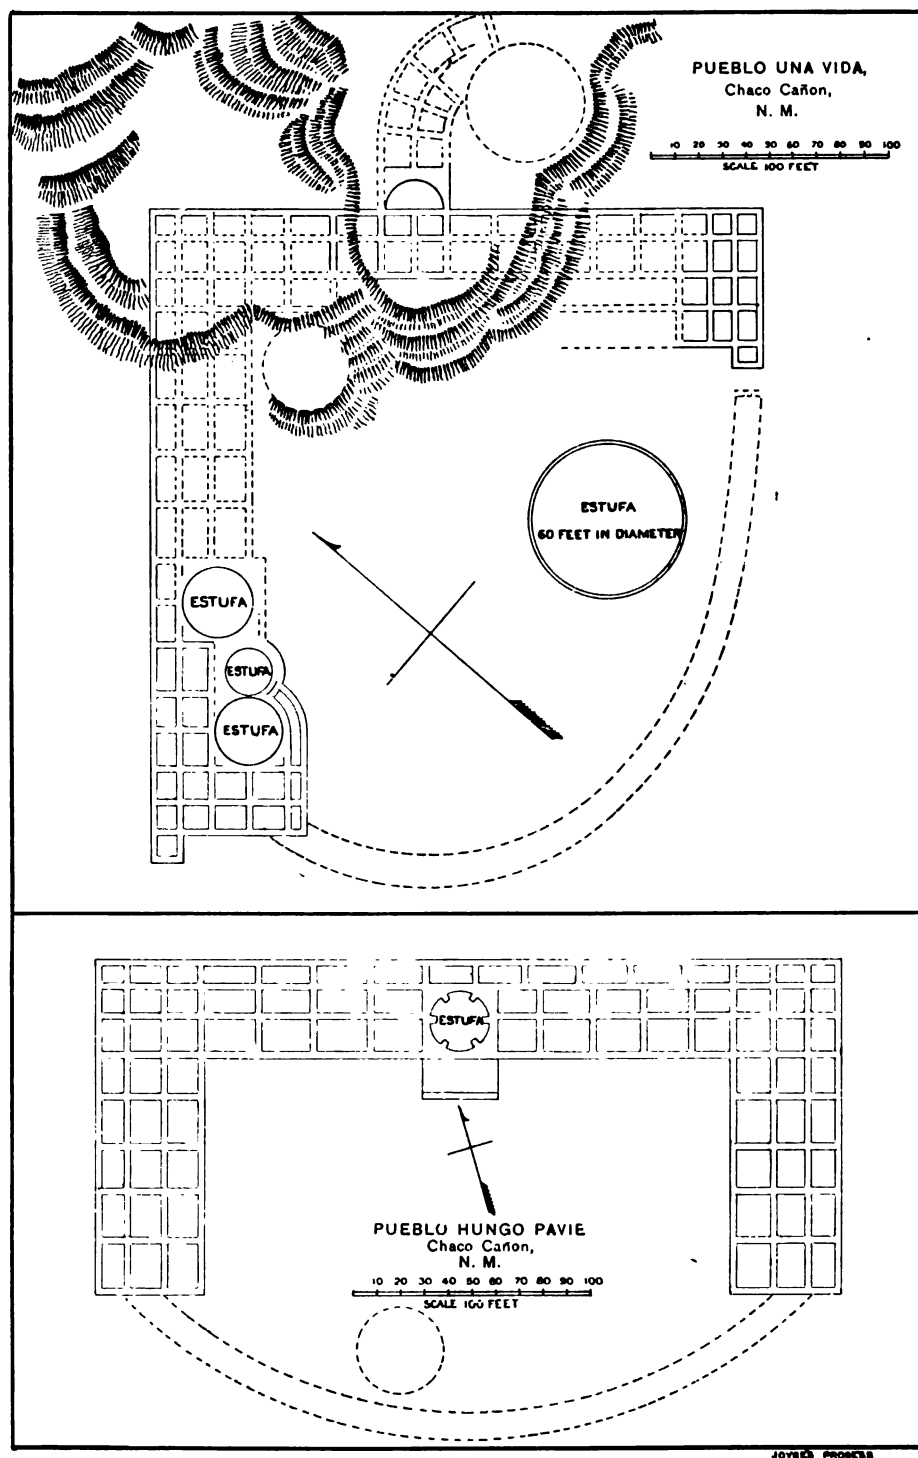 PUEBLO UNA VIDA,
Chaco Cañon,
N. M.
10 20 30 40 50 60 70 80 90 100
SCALE 100 FEET
ESTUFA
60 FEET IN DIAMETER
ESTUFA
ESTUFA
ESTUFA
ESTUFA
PUEBLO HUNGO PAVIE
Chaco Cañon,
N. M.
10 20 30 40 50 60 70 80 90 100
SCALE 100 FEET
JOYCE'S PROCESS